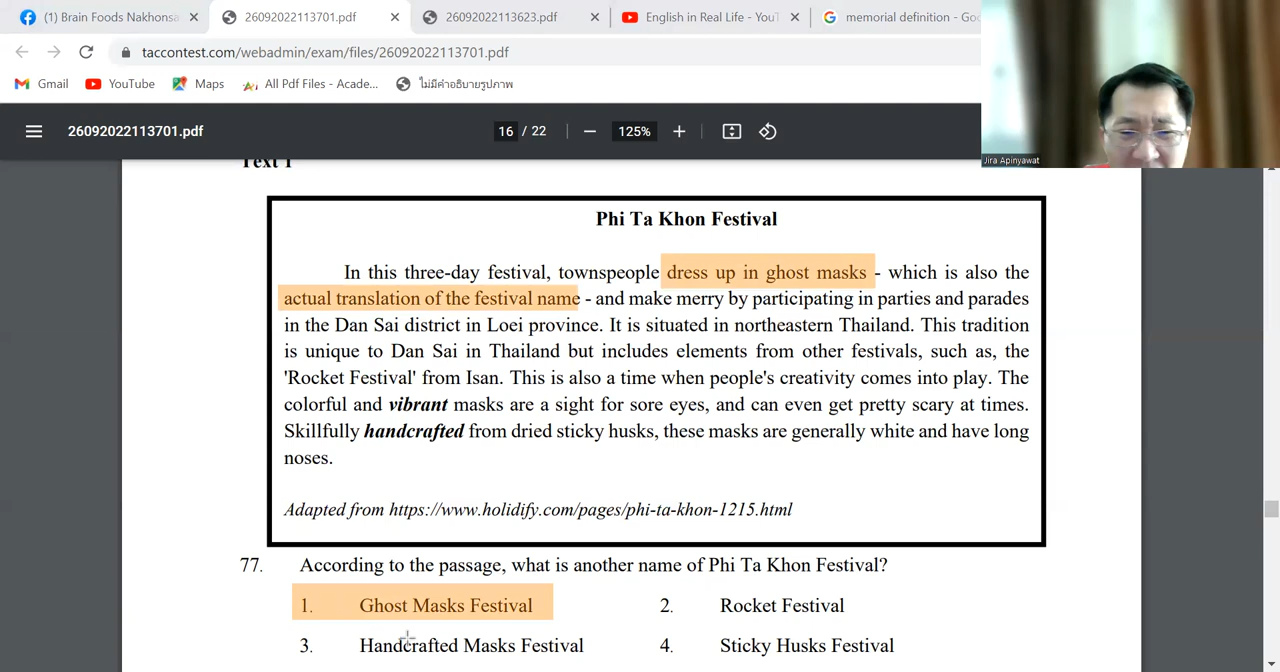 (1) Brain Foods Nakhonsa
26092022113701.pdf
26092022113623.pdf
English in Real Life - YouT
memorial definition - Goo
taccontest.com/webadmin/exam/files/26092022113701.pdf
Gmail
YouTube
Maps
All Pdf Files - Acade...
ไม่มีคำอธิบายรูปภาพ
26092022113701.pdf
16 / 22
125%
Jira Apinyawat
Text 1
Phi Ta Khon Festival
In this three-day festival, townspeople dress up in ghost masks - which is also the
actual translation of the festival name - and make merry by participating in parties and parades
in the Dan Sai district in Loei province. It is situated in northeastern Thailand. This tradition
is unique to Dan Sai in Thailand but includes elements from other festivals, such as, the
'Rocket Festival' from Isan. This is also a time when people's creativity comes into play. The
colorful and vibrant masks are a sight for sore eyes, and can even get pretty scary at times.
Skillfully handcrafted from dried sticky husks, these masks are generally white and have long
noses.
Adapted from https://www.holidify.com/pages/phi-ta-khon-1215.html
77. According to the passage, what is another name of Phi Ta Khon Festival?
1. Ghost Masks Festival
2. Rocket Festival
3. Handcrafted Masks Festival
4. Sticky Husks Festival